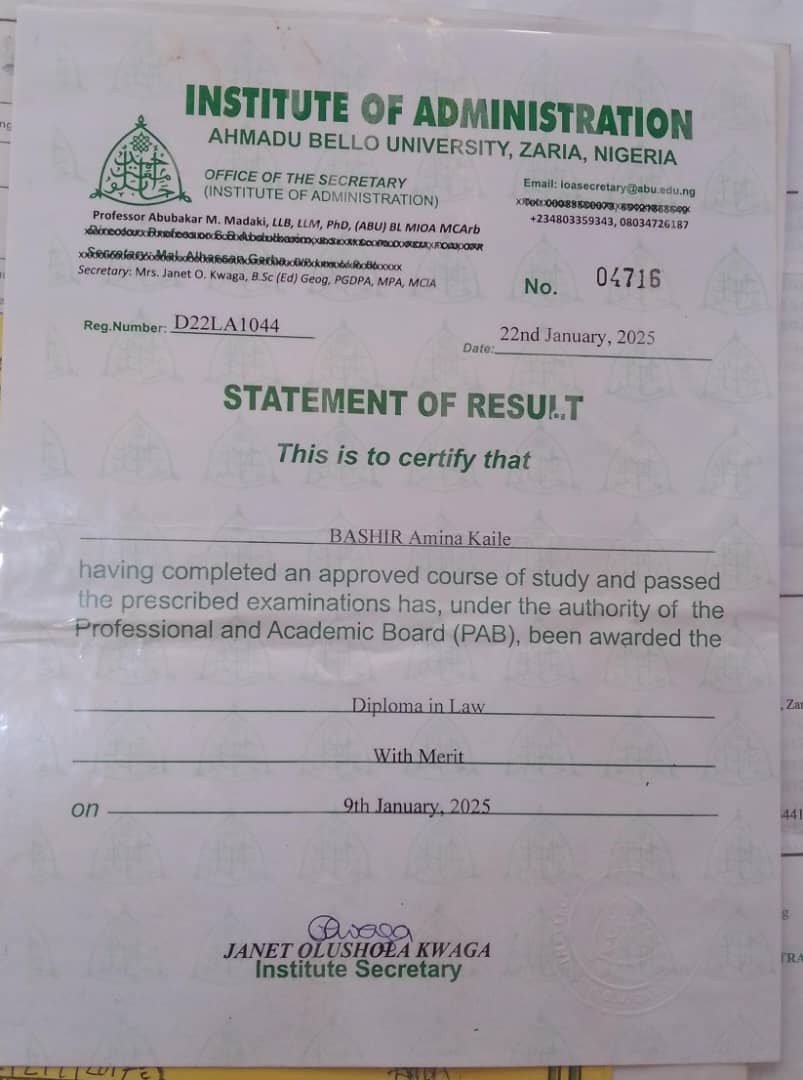 INSTITUTE OF ADMINISTRATION
AHMADU BELLO UNIVERSITY, ZARIA, NIGERIA
OFFICE OF THE SECRETARY
(INSTITUTE OF ADMINISTRATION)
Email: ioasecretary@abu.edu.ng
+234803359343, 08034726187
Professor Abubakar M. Madaki, LLB, LLM, PhD, (ABU) BL MIOA MCArb
Secretary: Mal. Alhassan Garba
Secretary: Mrs. Janet O. Kwaga, B.Sc (Ed) Geog, PGDPA, MPA, MCIA
No. 04716
Reg.Number: D22LA1044
Date: 22nd January, 2025
STATEMENT OF RESULT
This is to certify that
BASHIR Amina Kaile
having completed an approved course of study and passed
the prescribed examinations has, under the authority of the
Professional and Academic Board (PAB), been awarded the
Diploma in Law
With Merit
on 9th January, 2025
JANET OLUSHOLA KWAGA
Institute Secretary